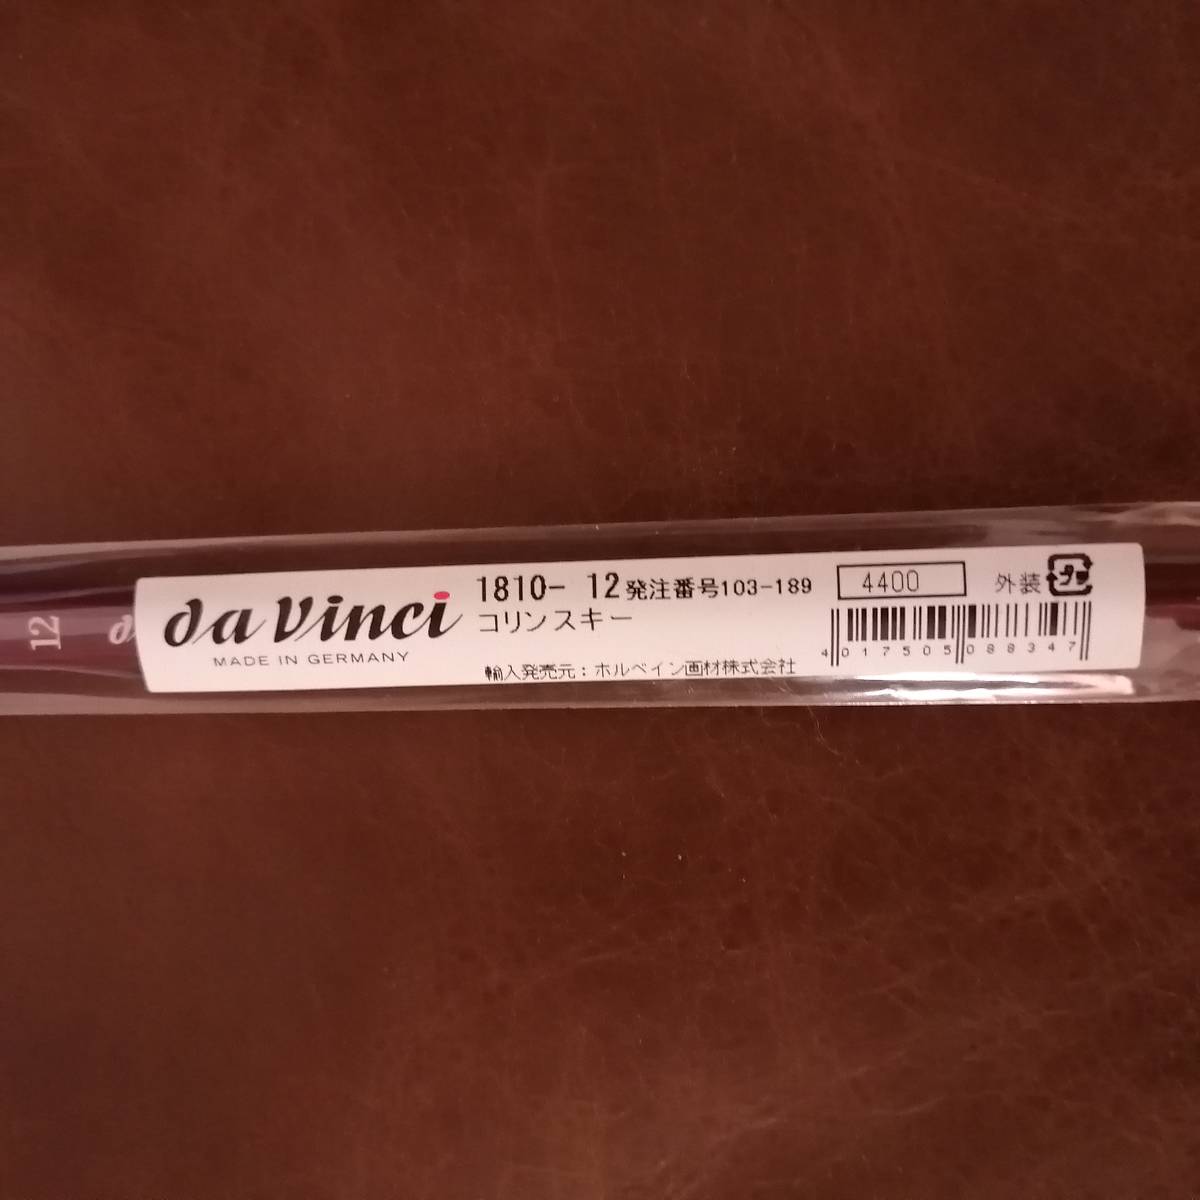 12
da Vinci
MADE IN GERMANY
1810- 12 発注番号103-189
コリンスキー
輸入発売元：ホルベイン画材株式会社
4400
外装 プラ
4 017505 088347